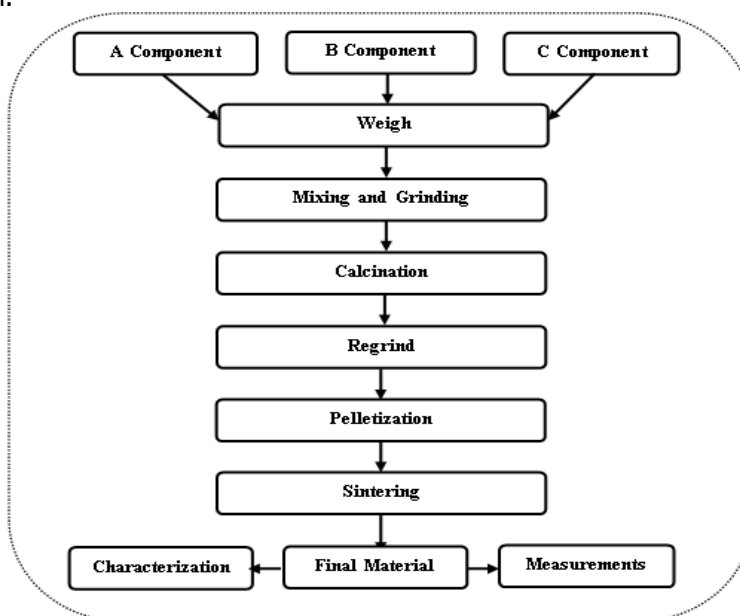 A Component
B Component
C Component
Weigh
Mixing and Grinding
Calcination
Regrind
Pelletization
Sintering
Characterization
Final Material
Measurements